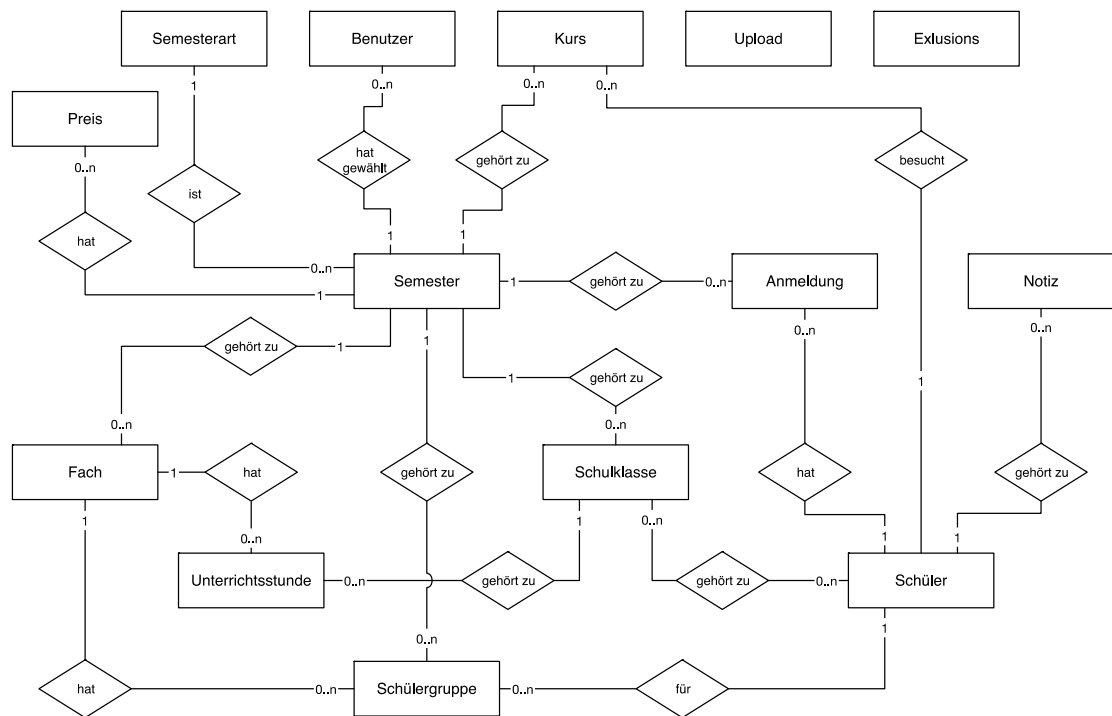 Semesterart
Benutzer
Kurs
Upload
Exlusions
1
0..n
0..n
0..n
Preis
0..n
hat
gewählt
gehört zu
besucht
ist
hat
1
1
0..n
1
Semester
1
gehört zu
0..n
Anmeldung
Notiz
gehört zu
1
1
1
gehört zu
0..n
0..n
1
0..n
0..n
Fach
1
hat
gehört zu
Schulklasse
hat
gehört zu
1
1
0..n
0..n
1
1
Unterrichtsstunde
0..n
gehört zu
gehört zu
0..n
Schüler
1
0..n
hat
0..n
Schülergruppe
0..n
für
1